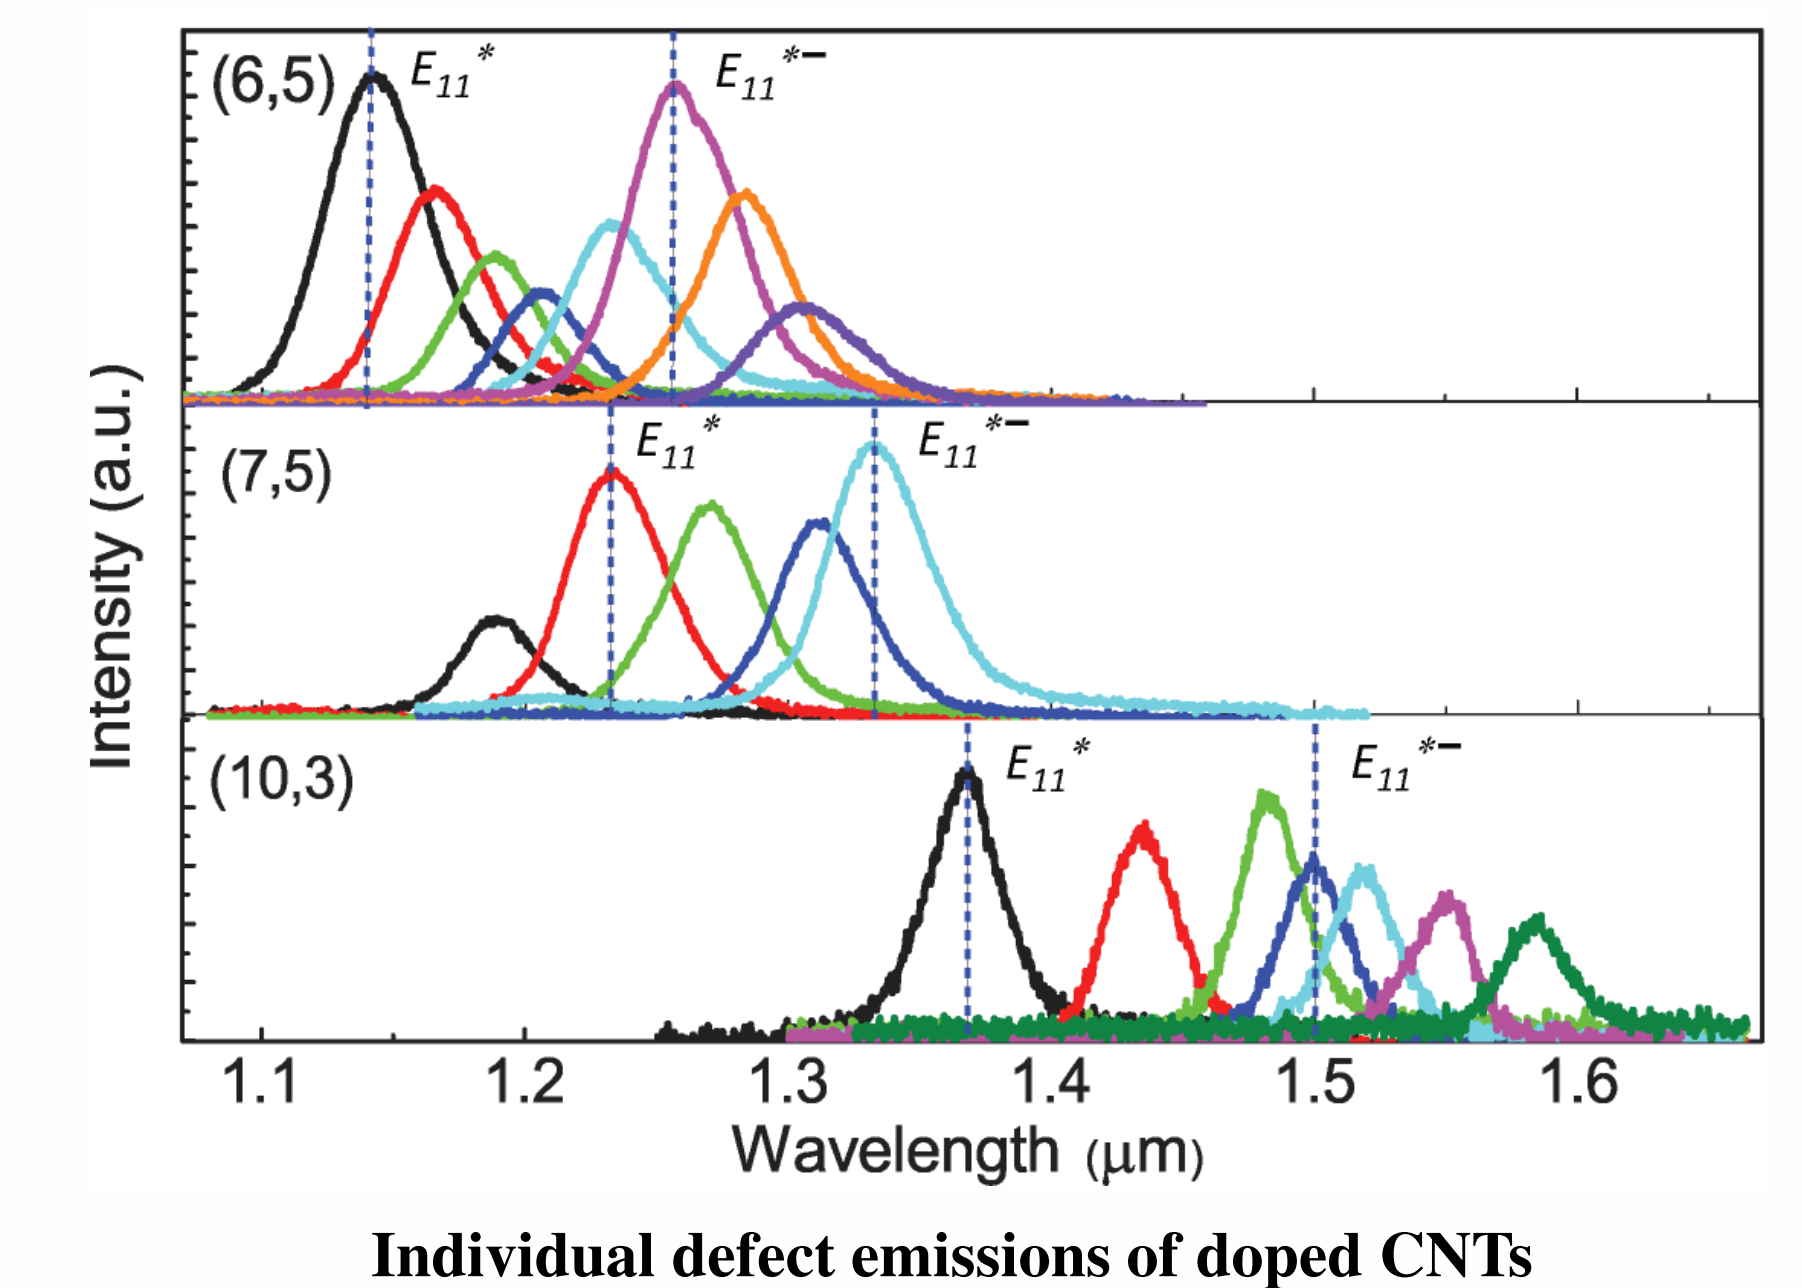 (6,5)
E11*
E11*−
(7,5)
E11*
E11*−
(10,3)
E11*
E11*−
Intensity (a.u.)
1.1 1.2 1.3 1.4 1.5 1.6
Wavelength (μm)
Individual defect emissions of doped CNTs